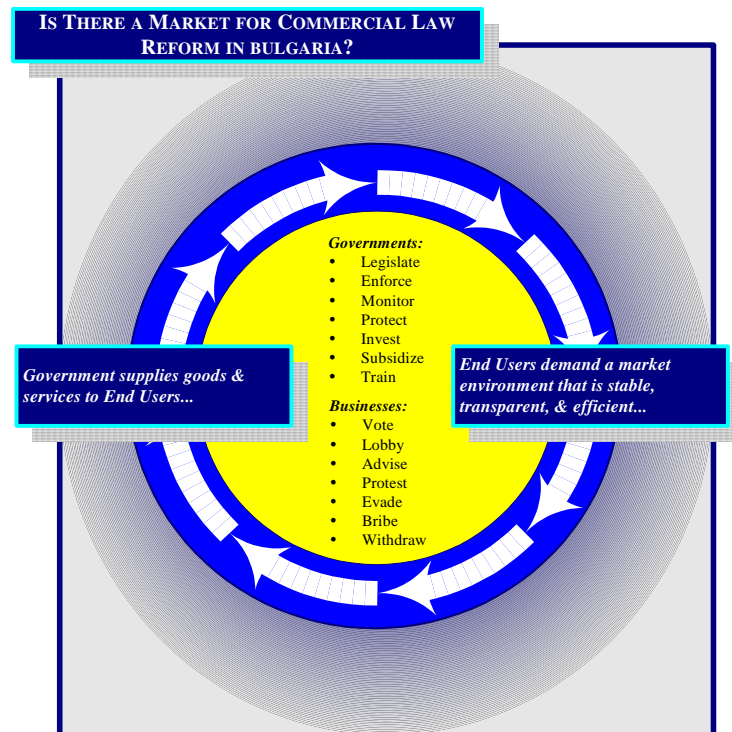 IS THERE A MARKET FOR COMMERCIAL LAW
REFORM IN BULGARIA?
Governments:
• Legislate
• Enforce
• Monitor
• Protect
• Invest
• Subsidize
• Train
Government supplies goods &
services to End Users...
End Users demand a market
environment that is stable,
transparent, & efficient...
Businesses:
• Vote
• Lobby
• Advise
• Protest
• Evade
• Bribe
• Withdraw